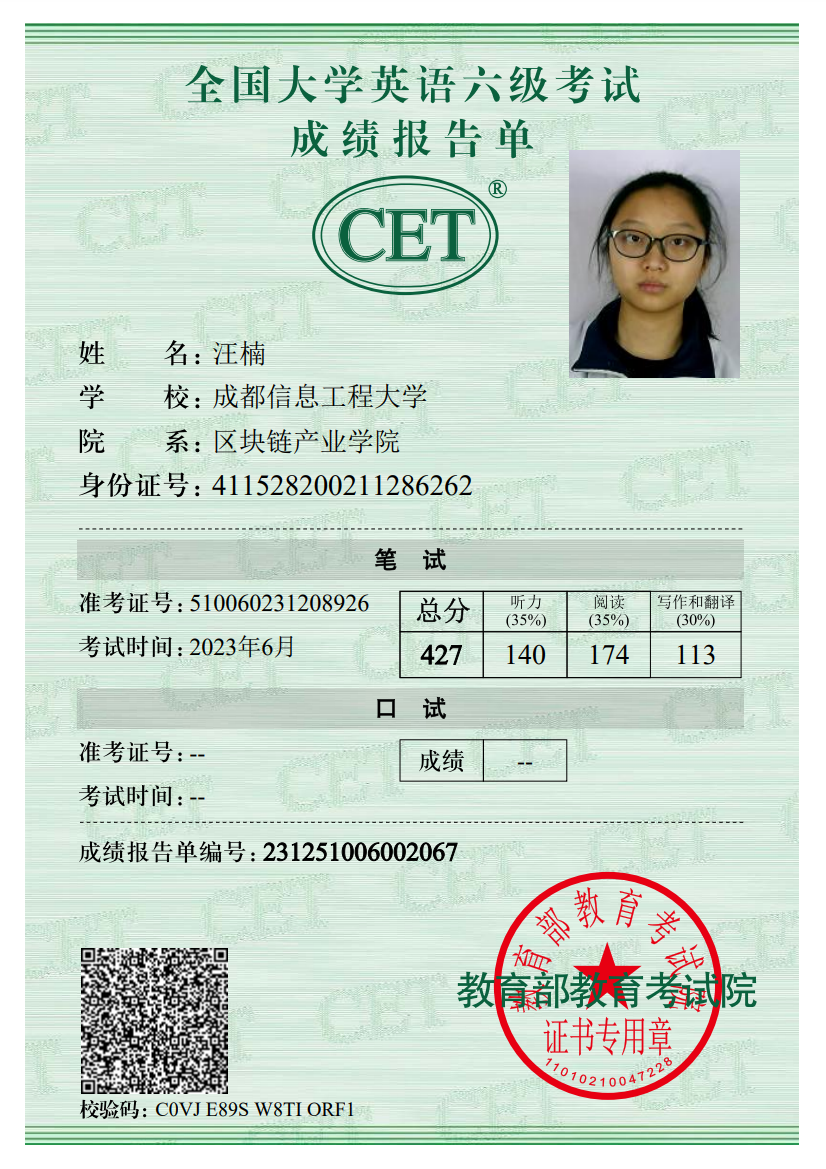 全国大学英语六级考试
成绩报告单
CET®
姓名：汪楠
学校：成都信息工程大学
院系：区块链产业学院
身份证号：411528200211286262
笔 试
准考证号：510060231208926
考试时间：2023年6月
总分 听力(35%) 阅读(35%) 写作和翻译(30%)
427 140 174 113
口 试
准考证号：--
考试时间：--
成绩 --
成绩报告单编号：231251006002067
教育部教育考试院
教育部教育考试院
证书专用章
11010210047228
校验码：C0VJ E89S W8TI ORF1